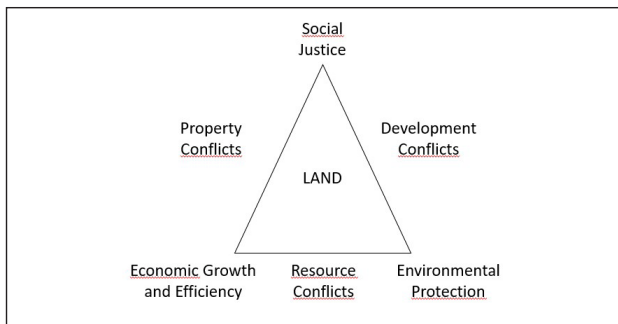 Social
Justice
Property
Conflicts
Development
Conflicts
LAND
Economic Growth
and Efficiency
Resource
Conflicts
Environmental
Protection